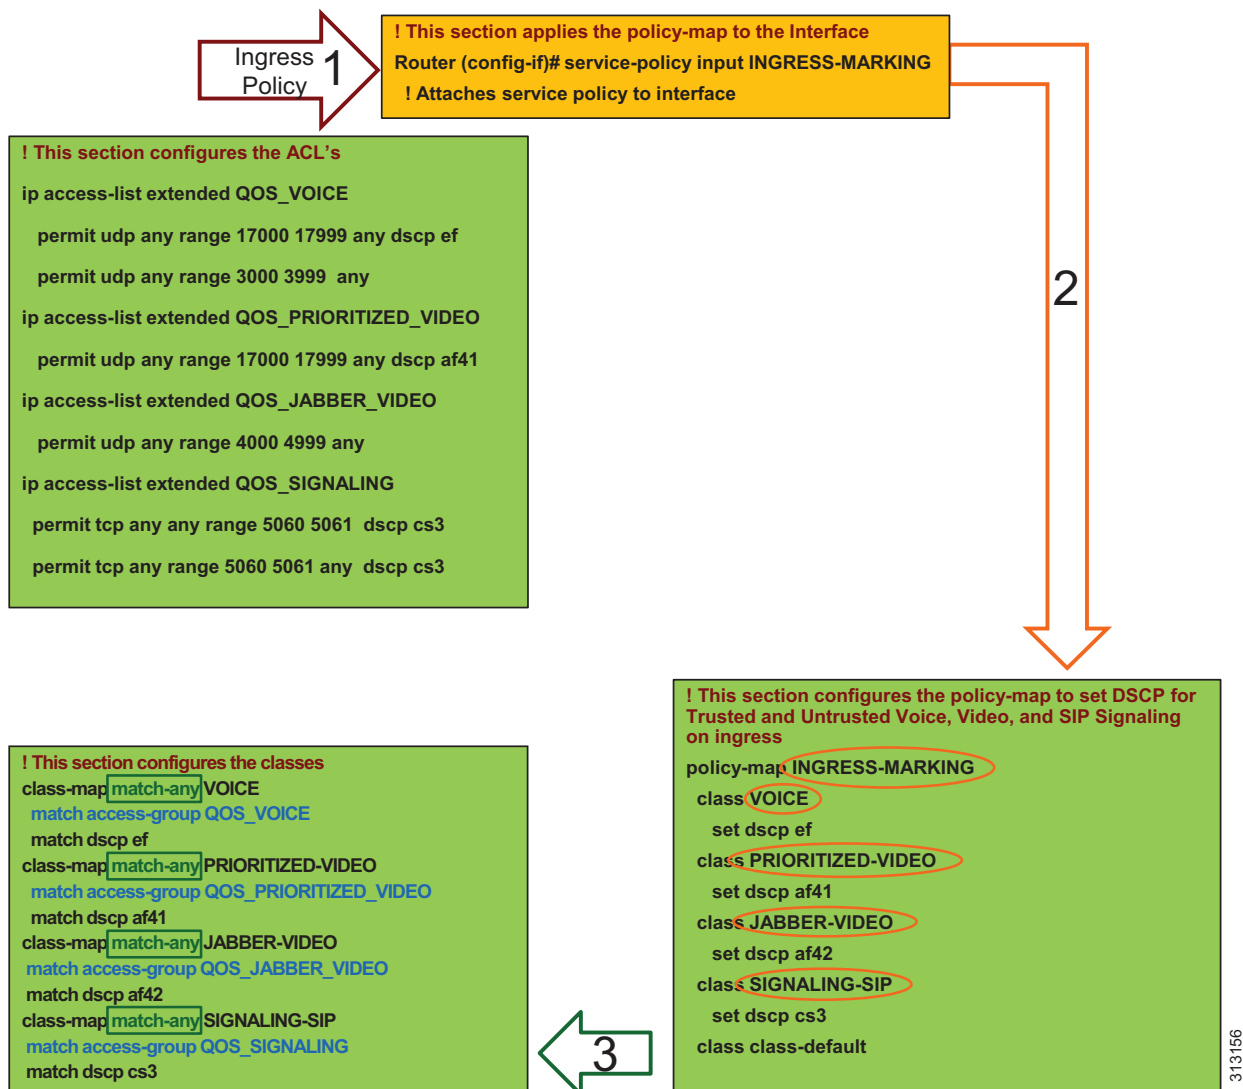 Ingress
Policy
1
! This section applies the policy-map to the Interface
Router (config-if)# service-policy input INGRESS-MARKING
! Attaches service policy to interface
! This section configures the ACL's
ip access-list extended QOS_VOICE
permit udp any range 17000 17999 any dscp ef
permit udp any range 3000 3999 any
ip access-list extended QOS_PRIORITIZED_VIDEO
permit udp any range 17000 17999 any dscp af41
ip access-list extended QOS_JABBER_VIDEO
permit udp any range 4000 4999 any
ip access-list extended QOS_SIGNALING
permit tcp any any range 5060 5061 dscp cs3
permit tcp any range 5060 5061 any dscp cs3
2
! This section configures the policy-map to set DSCP for
Trusted and Untrusted Voice, Video, and SIP Signaling
on ingress
policy-map INGRESS-MARKING
class VOICE
set dscp ef
class PRIORITIZED-VIDEO
set dscp af41
class JABBER-VIDEO
set dscp af42
class SIGNALING-SIP
set dscp cs3
class class-default
3
! This section configures the classes
class-map match-any VOICE
match access-group QOS_VOICE
match dscp ef
class-map match-any PRIORITIZED-VIDEO
match access-group QOS_PRIORITIZED_VIDEO
match dscp af41
class-map match-any JABBER-VIDEO
match access-group QOS_JABBER_VIDEO
match dscp af42
class-map match-any SIGNALING-SIP
match access-group QOS_SIGNALING
match dscp cs3
313156